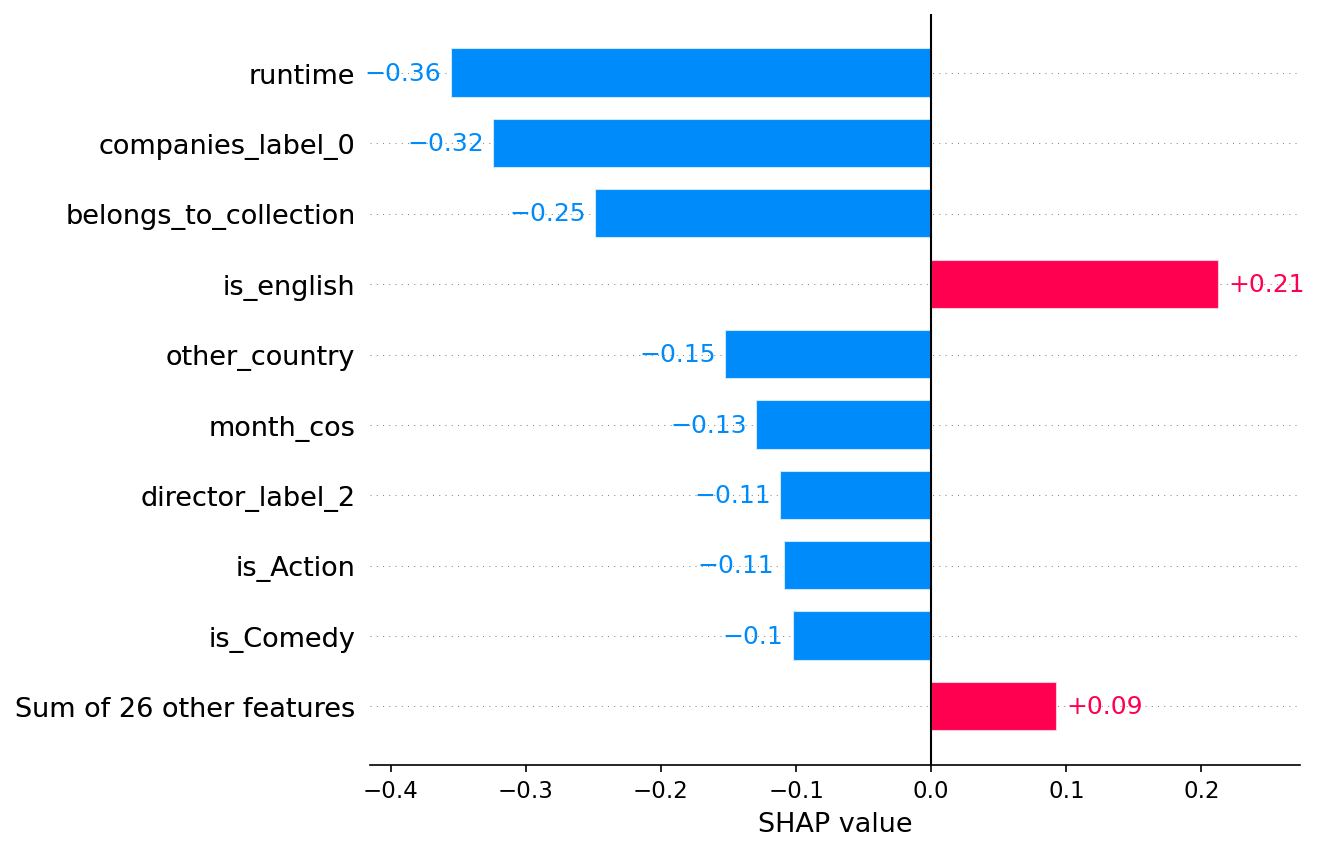 runtime −0.36
companies_label_0 −0.32
belongs_to_collection −0.25
is_english +0.21
other_country −0.15
month_cos −0.13
director_label_2 −0.11
is_Action −0.11
is_Comedy −0.1
Sum of 26 other features +0.09
−0.4 −0.3 −0.2 −0.1 0.0 0.1 0.2
SHAP value